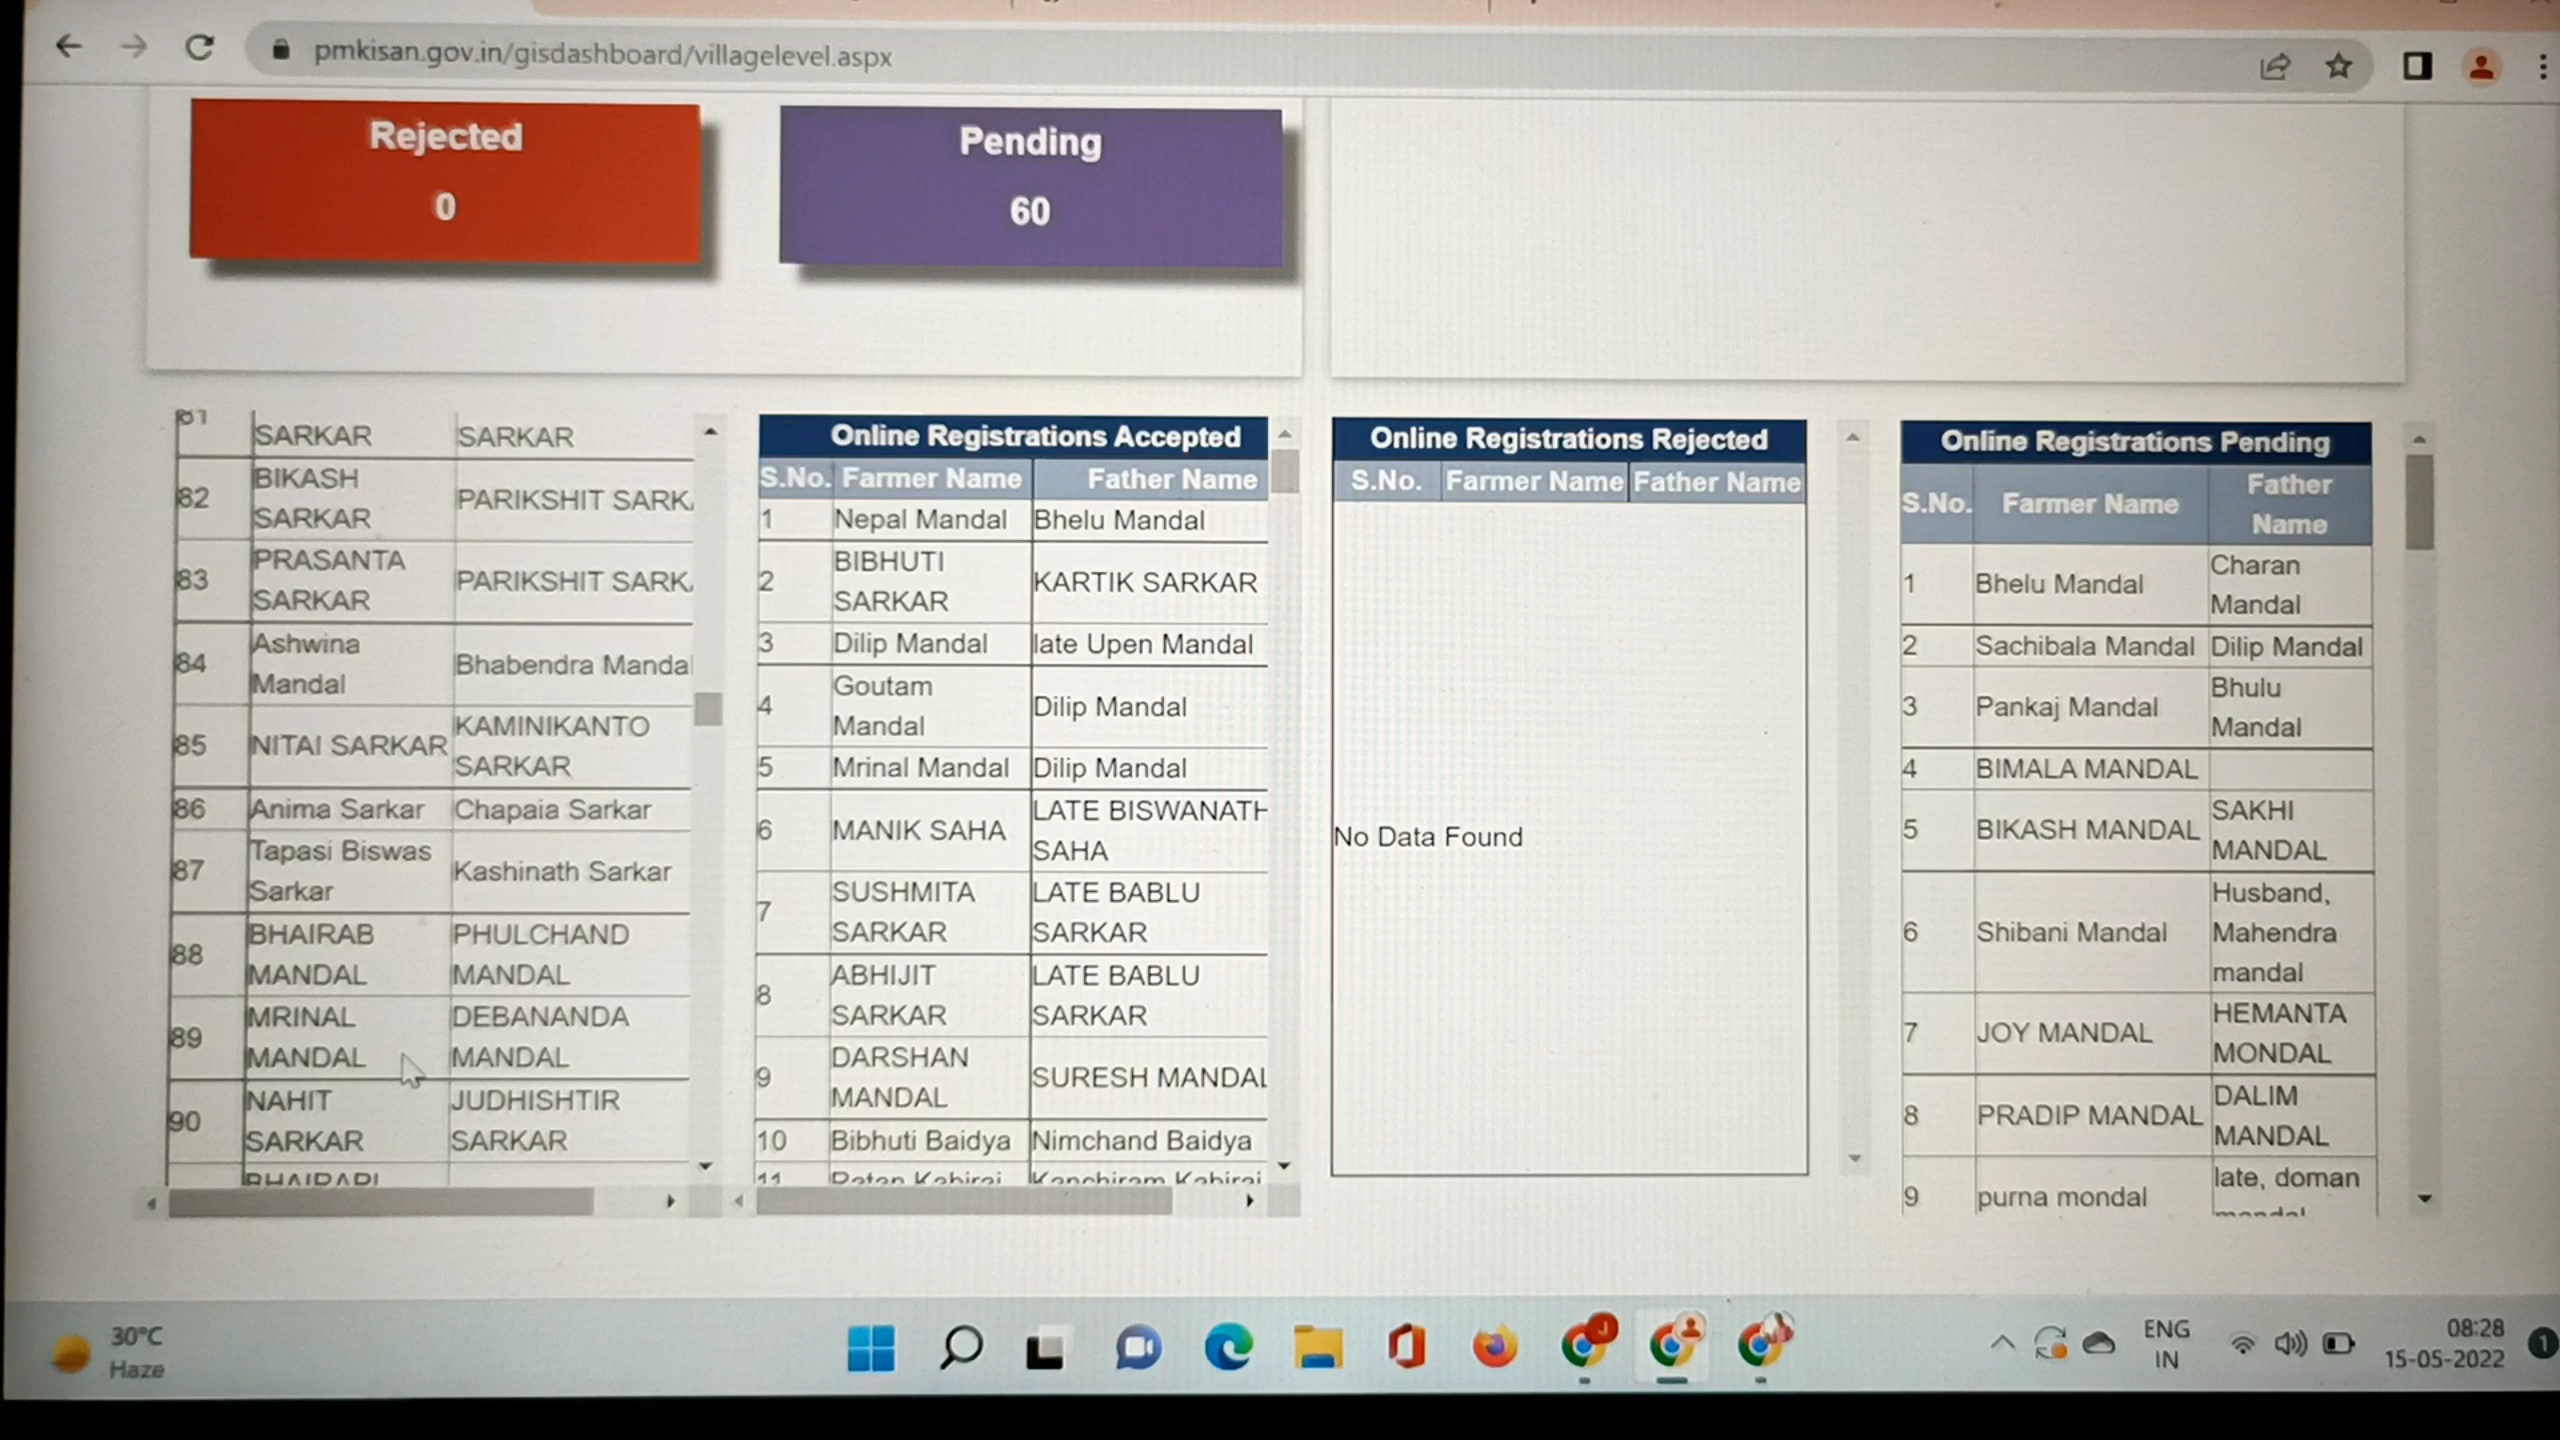 pmkisan.gov.in/gisdashboard/villagelevel.aspx
Rejected
0
Pending
60
SARKAR SARKAR
82 BIKASH SARKAR PARIKSHIT SARK
83 PRASANTA SARKAR PARIKSHIT SARK
84 Ashwina Mandal Bhabendra Mandal
85 NITAI SARKAR KAMINIKANTO SARKAR
86 Anima Sarkar Chapaia Sarkar
87 Tapasi Biswas Sarkar Kashinath Sarkar
88 BHAIRAB MANDAL PHULCHAND MANDAL
89 MRINAL MANDAL DEBANANDA MANDAL
90 NAHIT SARKAR JUDHISHTIR SARKAR
Online Registrations Accepted
S.No. Farmer Name Father Name
1 Nepal Mandal Bhelu Mandal
2 BIBHUTI SARKAR KARTIK SARKAR
3 Dilip Mandal late Upen Mandal
4 Goutam Mandal Dilip Mandal
5 Mrinal Mandal Dilip Mandal
6 MANIK SAHA LATE BISWANATH SAHA
7 SUSHMITA SARKAR LATE BABLU SARKAR
8 ABHIJIT SARKAR LATE BABLU SARKAR
9 DARSHAN MANDAL SURESH MANDAL
10 Bibhuti Baidya Nimchand Baidya
11
Online Registrations Rejected
S.No. Farmer Name Father Name
No Data Found
Online Registrations Pending
S.No. Farmer Name Father Name
1 Bhelu Mandal Charan Mandal
2 Sachibala Mandal Dilip Mandal
3 Pankaj Mandal Bhulu Mandal
4 BIMALA MANDAL
5 BIKASH MANDAL SAKHI MANDAL
6 Shibani Mandal Husband, Mahendra mandal
7 JOY MANDAL HEMANTA MONDAL
8 PRADIP MANDAL DALIM MANDAL
9 purna mondal late, doman
30°C
Haze
J
ENG
IN
08:28
15-05-2022
1